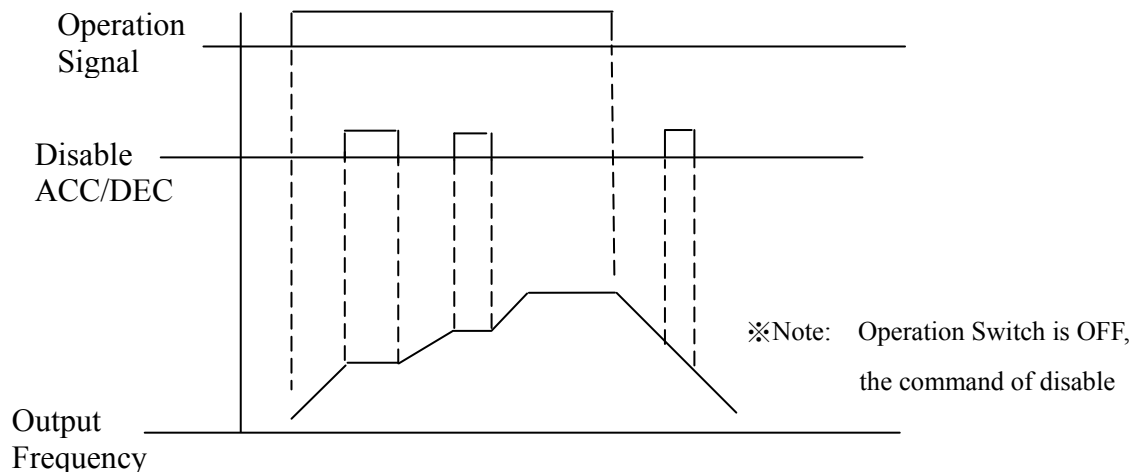 Operation
Signal
Disable
ACC/DEC
※Note: Operation Switch is OFF,
the command of disable
Output
Frequency